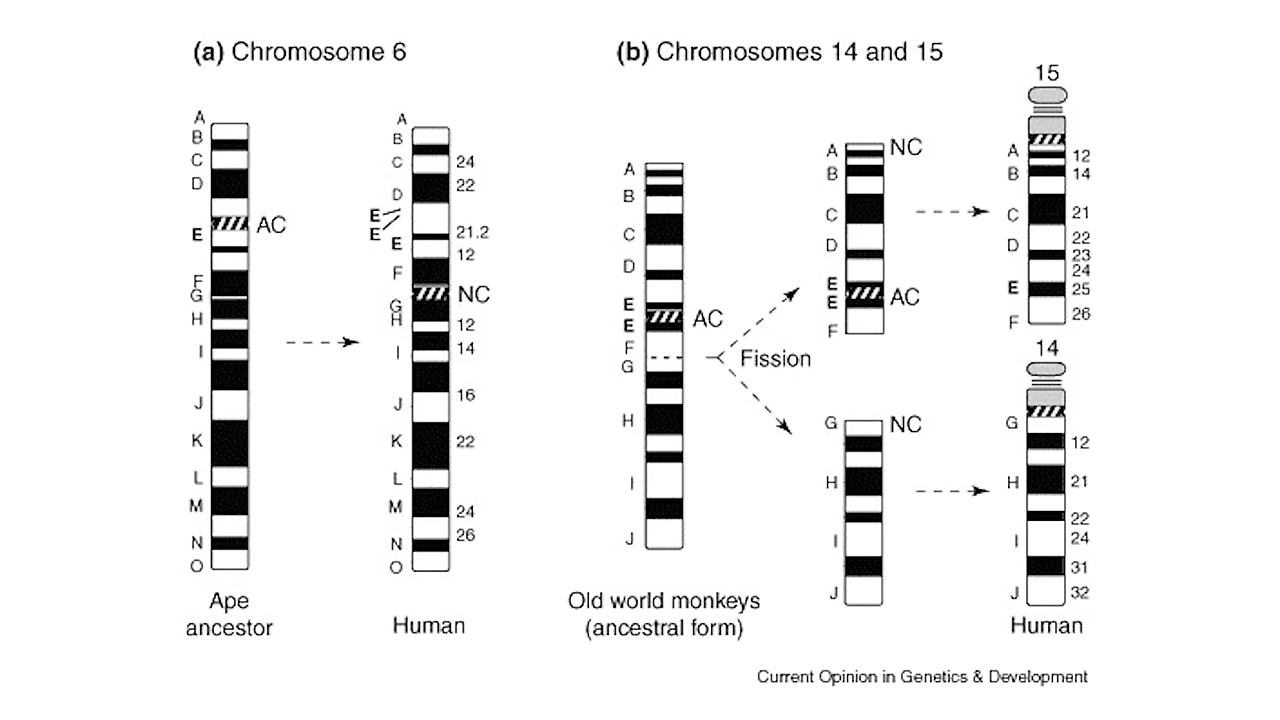 (a) Chromosome 6
A
B
C
D
E
F
G
H
I
J
K
L
M
N
O
AC
Ape
ancestor
A
B
C
D
E
E
E
F
G
H
I
J
K
L
M
N
O
24
22
21.2
12
NC
12
14
16
22
24
26
Human
(b) Chromosomes 14 and 15
A
B
C
D
E
E
F
G
H
I
J
AC
Old world monkeys
(ancestral form)
Fission
A
B
C
D
E
E
F
NC
AC
G
H
I
J
NC
15
A
B
C
D
E
F
12
14
21
22
23
24
25
26
14
G
H
I
J
12
21
22
24
31
32
Human
Current Opinion in Genetics & Development